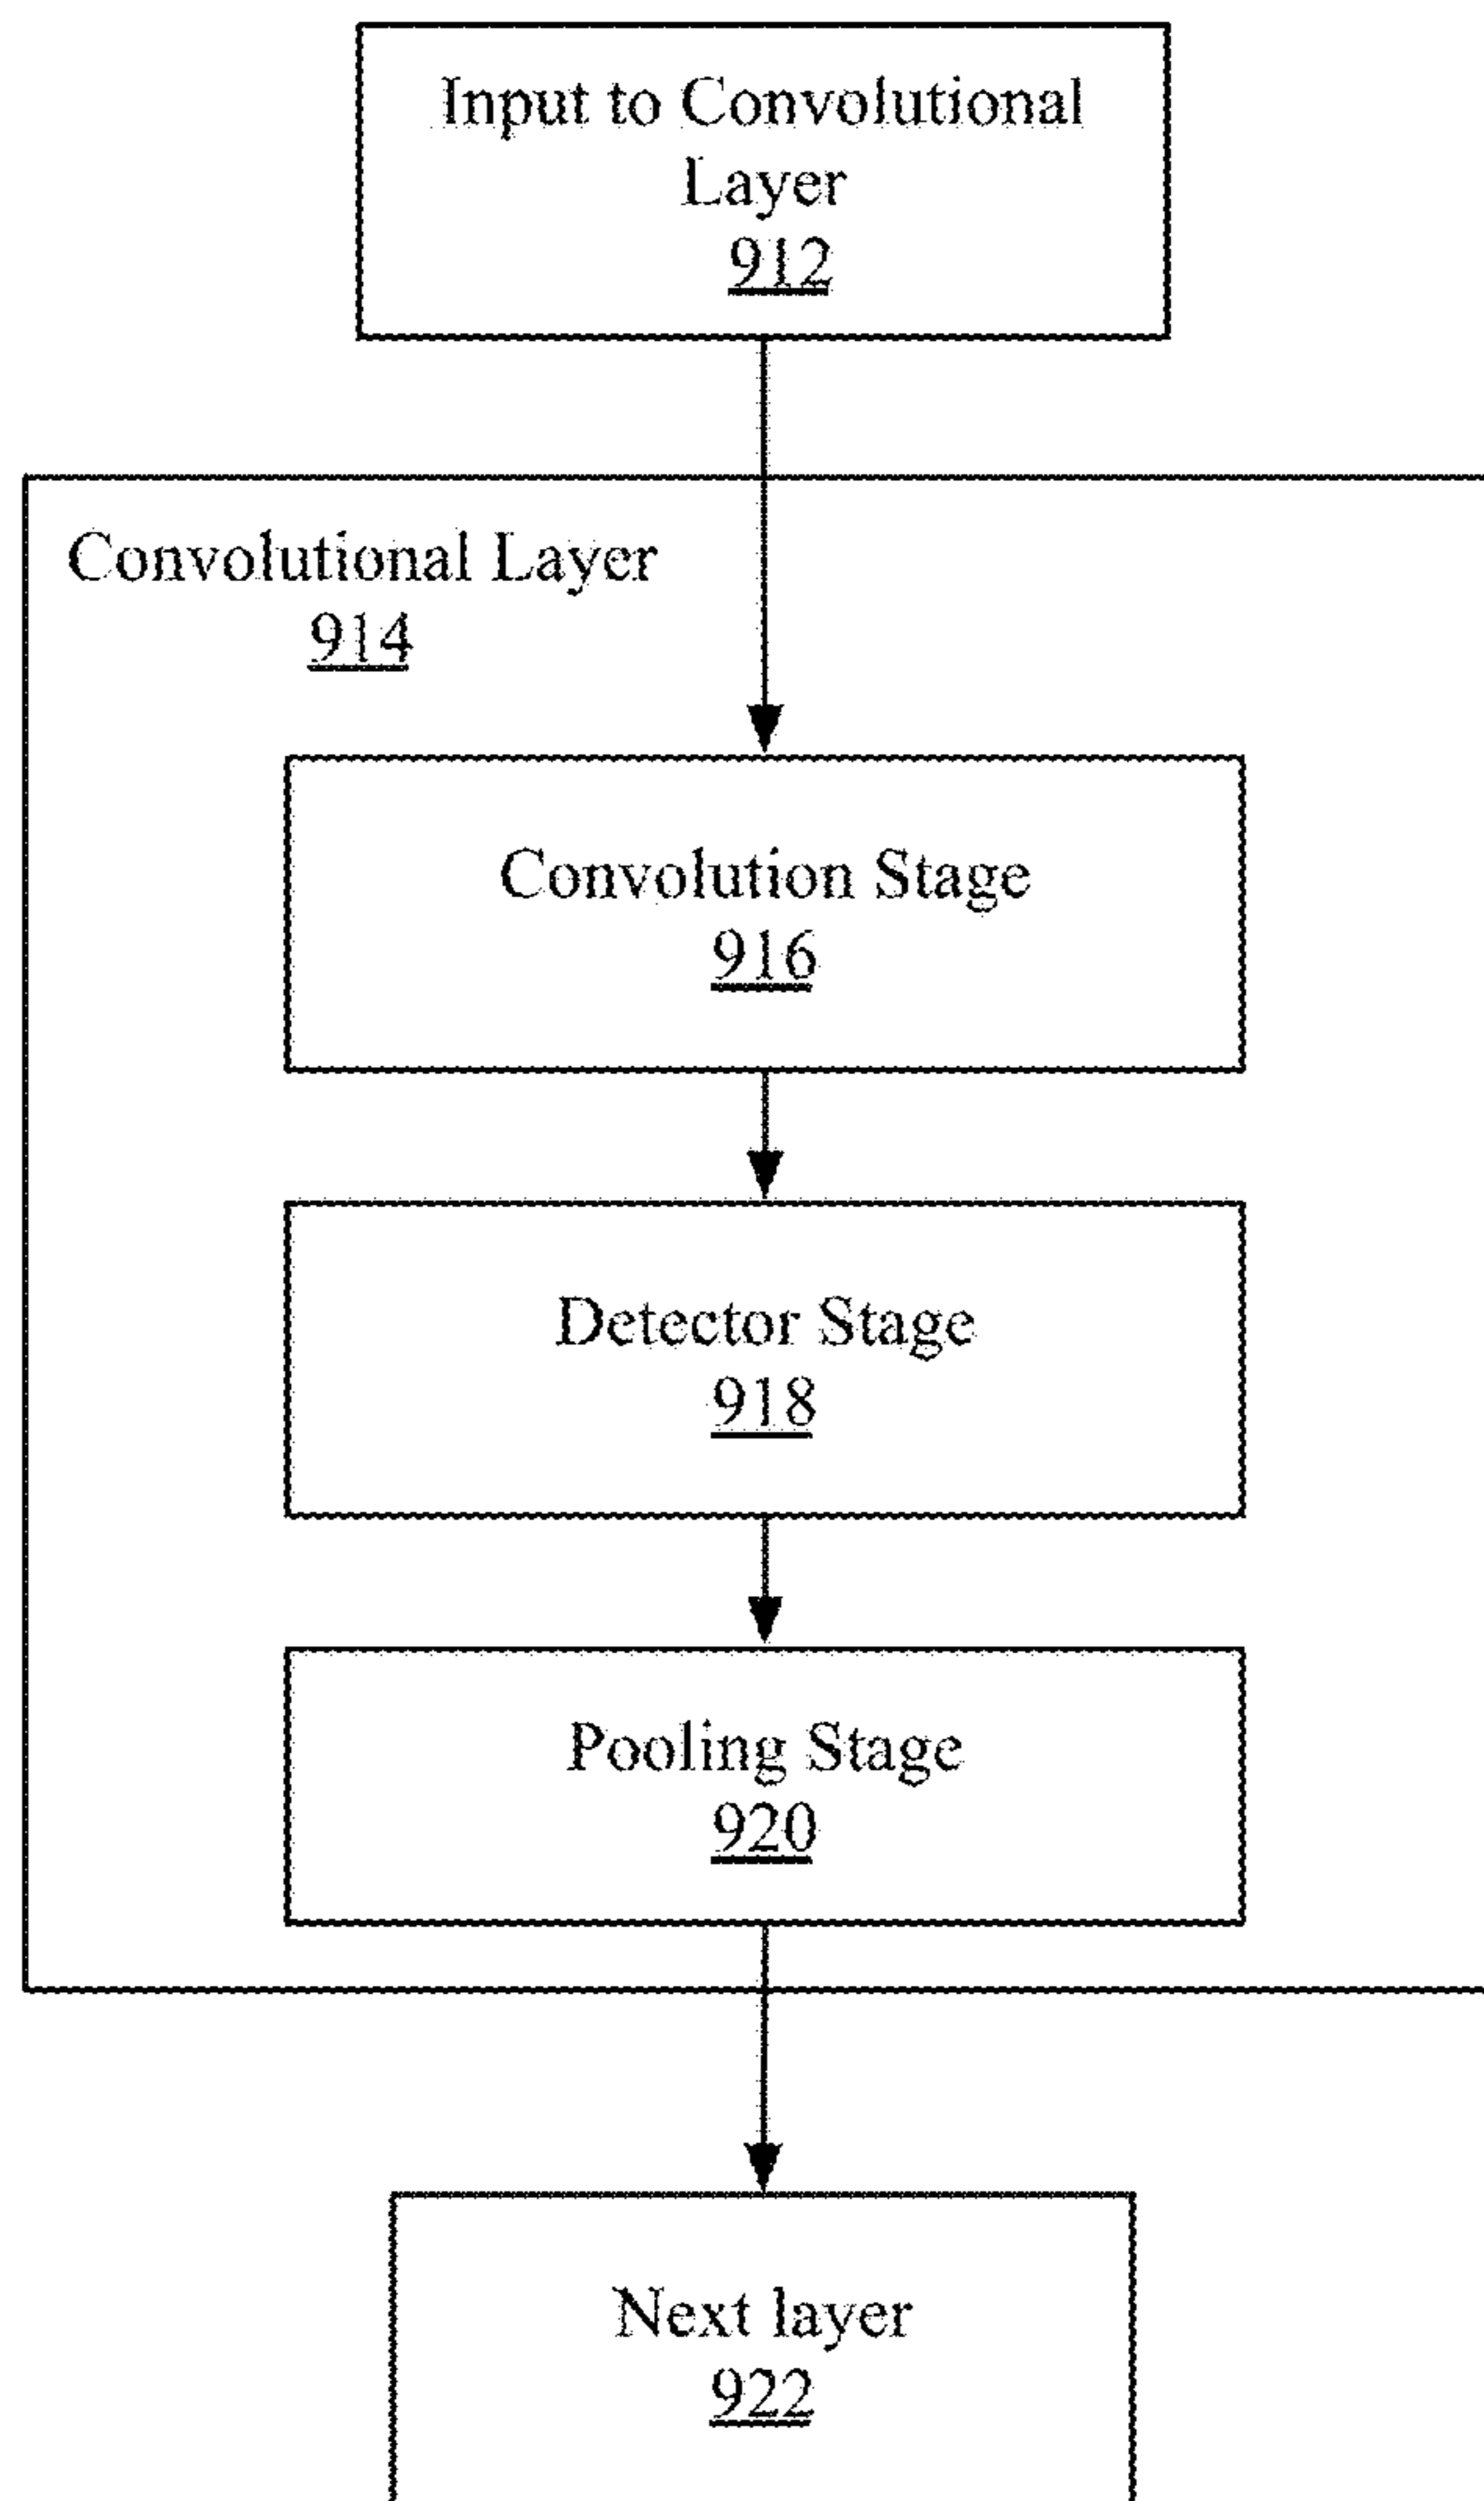 Input to Convolutional
Layer
912
Convolutional Layer
914
Convolution Stage
916
Detector Stage
918
Pooling Stage
920
Next layer
922